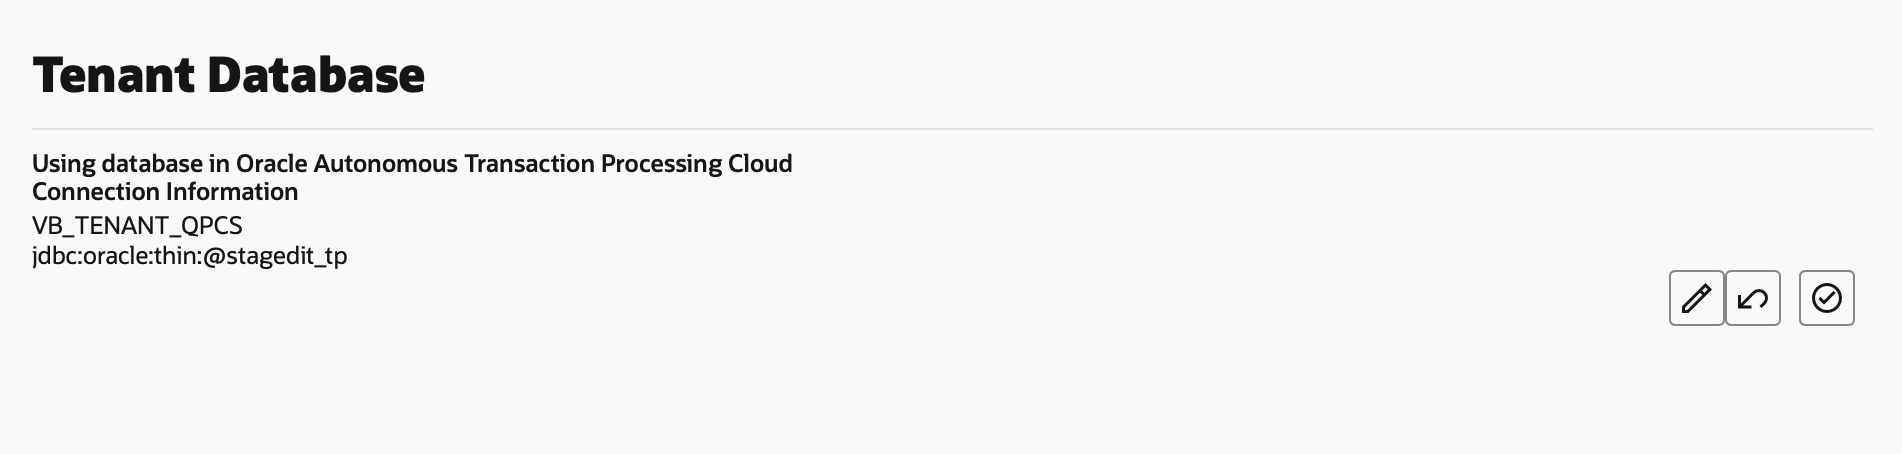 Tenant Database
Using database in Oracle Autonomous Transaction Processing Cloud
Connection Information
VB_TENANT_QPCS
jdbc:oracle:thin:@stagedit_tp